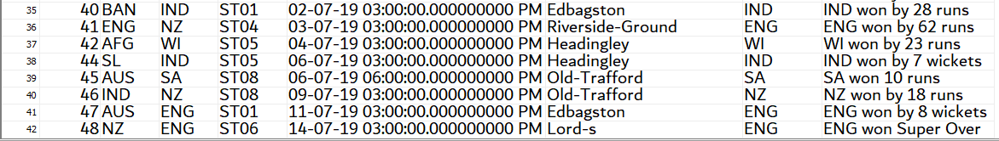 35 40 BAN IND ST01 02-07-19 03:00:00.000000000 PM Edbagston IND IND won by 28 runs
36 41 ENG NZ ST04 03-07-19 03:00:00.000000000 PM Riverside-Ground ENG ENG won by 62 runs
37 42 AFG WI ST05 04-07-19 03:00:00.000000000 PM Headingley WI WI won by 23 runs
38 44 SL IND ST05 06-07-19 03:00:00.000000000 PM Headingley IND IND won by 7 wickets
39 45 AUS SA ST08 06-07-19 06:00:00.000000000 PM Old-Trafford SA SA won 10 runs
40 46 IND NZ ST08 09-07-19 03:00:00.000000000 PM Old-Trafford NZ NZ won by 18 runs
41 47 AUS ENG ST01 11-07-19 03:00:00.000000000 PM Edbagston ENG ENG won by 8 wickets
42 48 NZ ENG ST06 14-07-19 03:00:00.000000000 PM Lord-s ENG ENG won Super Over